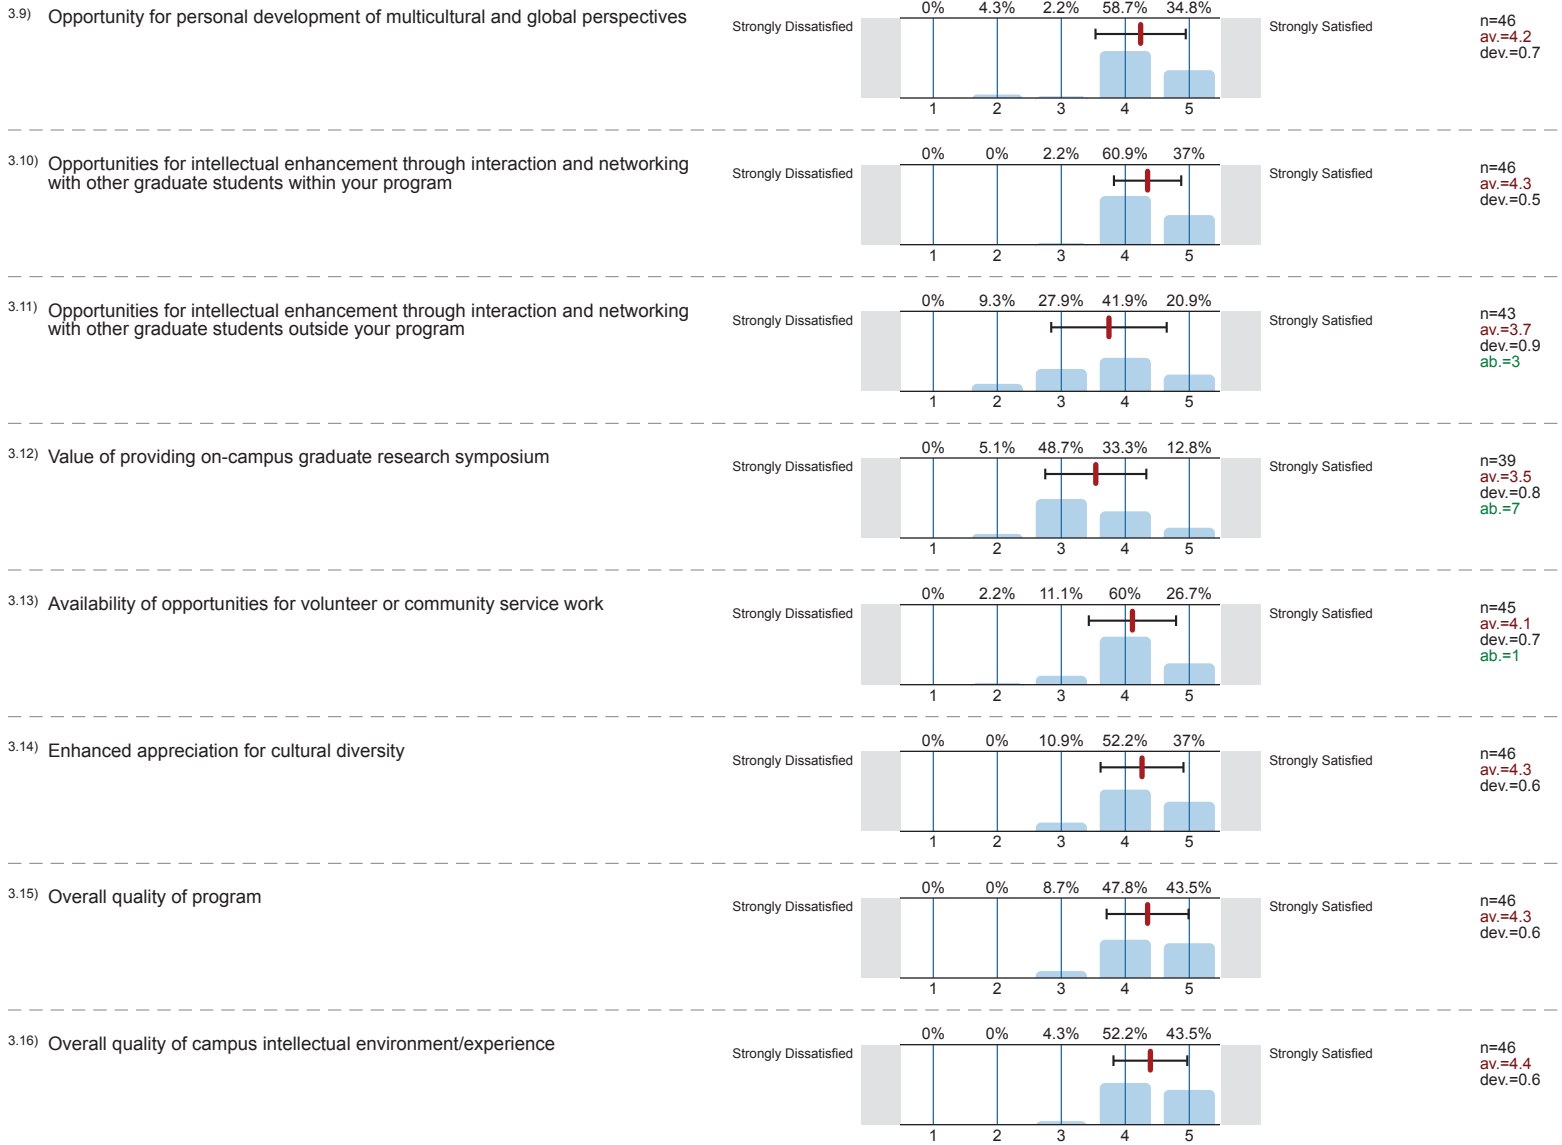 3.9) Opportunity for personal development of multicultural and global perspectives
Strongly Dissatisfied
0% 4.3% 2.2% 58.7% 34.8%
1 2 3 4 5
Strongly Satisfied
n=46
av.=4.2
dev.=0.7
3.10) Opportunities for intellectual enhancement through interaction and networking
with other graduate students within your program
Strongly Dissatisfied
0% 0% 2.2% 60.9% 37%
1 2 3 4 5
Strongly Satisfied
n=46
av.=4.3
dev.=0.5
3.11) Opportunities for intellectual enhancement through interaction and networking
with other graduate students outside your program
Strongly Dissatisfied
0% 9.3% 27.9% 41.9% 20.9%
1 2 3 4 5
Strongly Satisfied
n=43
av.=3.7
dev.=0.9
ab.=3
3.12) Value of providing on-campus graduate research symposium
Strongly Dissatisfied
0% 5.1% 48.7% 33.3% 12.8%
1 2 3 4 5
Strongly Satisfied
n=39
av.=3.5
dev.=0.8
ab.=7
3.13) Availability of opportunities for volunteer or community service work
Strongly Dissatisfied
0% 2.2% 11.1% 60% 26.7%
1 2 3 4 5
Strongly Satisfied
n=45
av.=4.1
dev.=0.7
ab.=1
3.14) Enhanced appreciation for cultural diversity
Strongly Dissatisfied
0% 0% 10.9% 52.2% 37%
1 2 3 4 5
Strongly Satisfied
n=46
av.=4.3
dev.=0.6
3.15) Overall quality of program
Strongly Dissatisfied
0% 0% 8.7% 47.8% 43.5%
1 2 3 4 5
Strongly Satisfied
n=46
av.=4.3
dev.=0.6
3.16) Overall quality of campus intellectual environment/experience
Strongly Dissatisfied
0% 0% 4.3% 52.2% 43.5%
1 2 3 4 5
Strongly Satisfied
n=46
av.=4.4
dev.=0.6